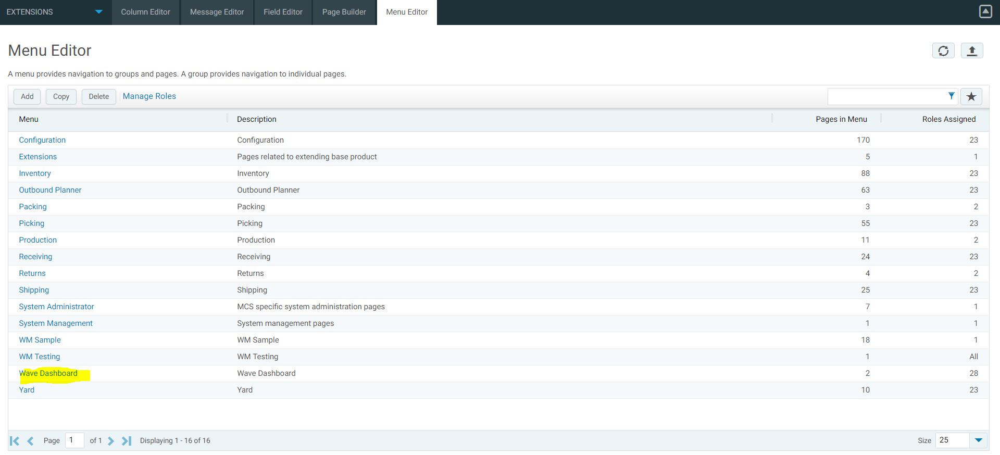 EXTENSIONS Column Editor Message Editor Field Editor Page Builder Menu Editor
Menu Editor
A menu provides navigation to groups and pages. A group provides navigation to individual pages.
Add Copy Delete Manage Roles
Menu Description Pages in Menu Roles Assigned
Configuration Configuration 170 23
Extensions Pages related to extending base product 5 1
Inventory Inventory 88 23
Outbound Planner Outbound Planner 63 23
Packing Packing 3 2
Picking Picking 55 23
Production Production 11 2
Receiving Receiving 24 23
Returns Returns 4 2
Shipping Shipping 25 23
System Administrator MCS specific system administration pages 7 1
System Management System management pages 1 1
WM Sample WM Sample 18 1
WM Testing WM Testing 1 All
Wave Dashboard Wave Dashboard 2 28
Yard Yard 10 23
Page 1 of 1 Displaying 1 - 16 of 16 Size 25